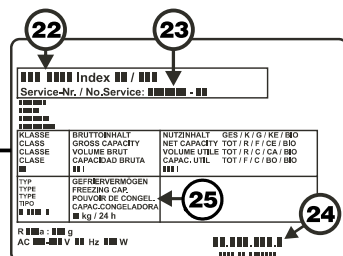 22
23
Index /
Service-Nr. / No.Service: -
KLASSE BRUTTOINHALT NUTZINHALT GES / K / G / KE / BIO
CLASS GROSS CAPACITY NET CAPACITY TOT / R / F / CE / BIO
CLASSE VOLUME BRUT VOLUME UTILE TOT / R / C / CA / BIO
CLASE CAPACIDAD BRUTA CAPAC. UTIL TOT / F / C / BO / BIO
l
TYP GEFRIERVERMÖGEN
TYPE FREEZING CAP.
TYPE POUVOIR DE CONGEL.
TIPO CAPAC.CONGELADORA
kg / 24 h
25
24
R a : g
AC - V Hz W